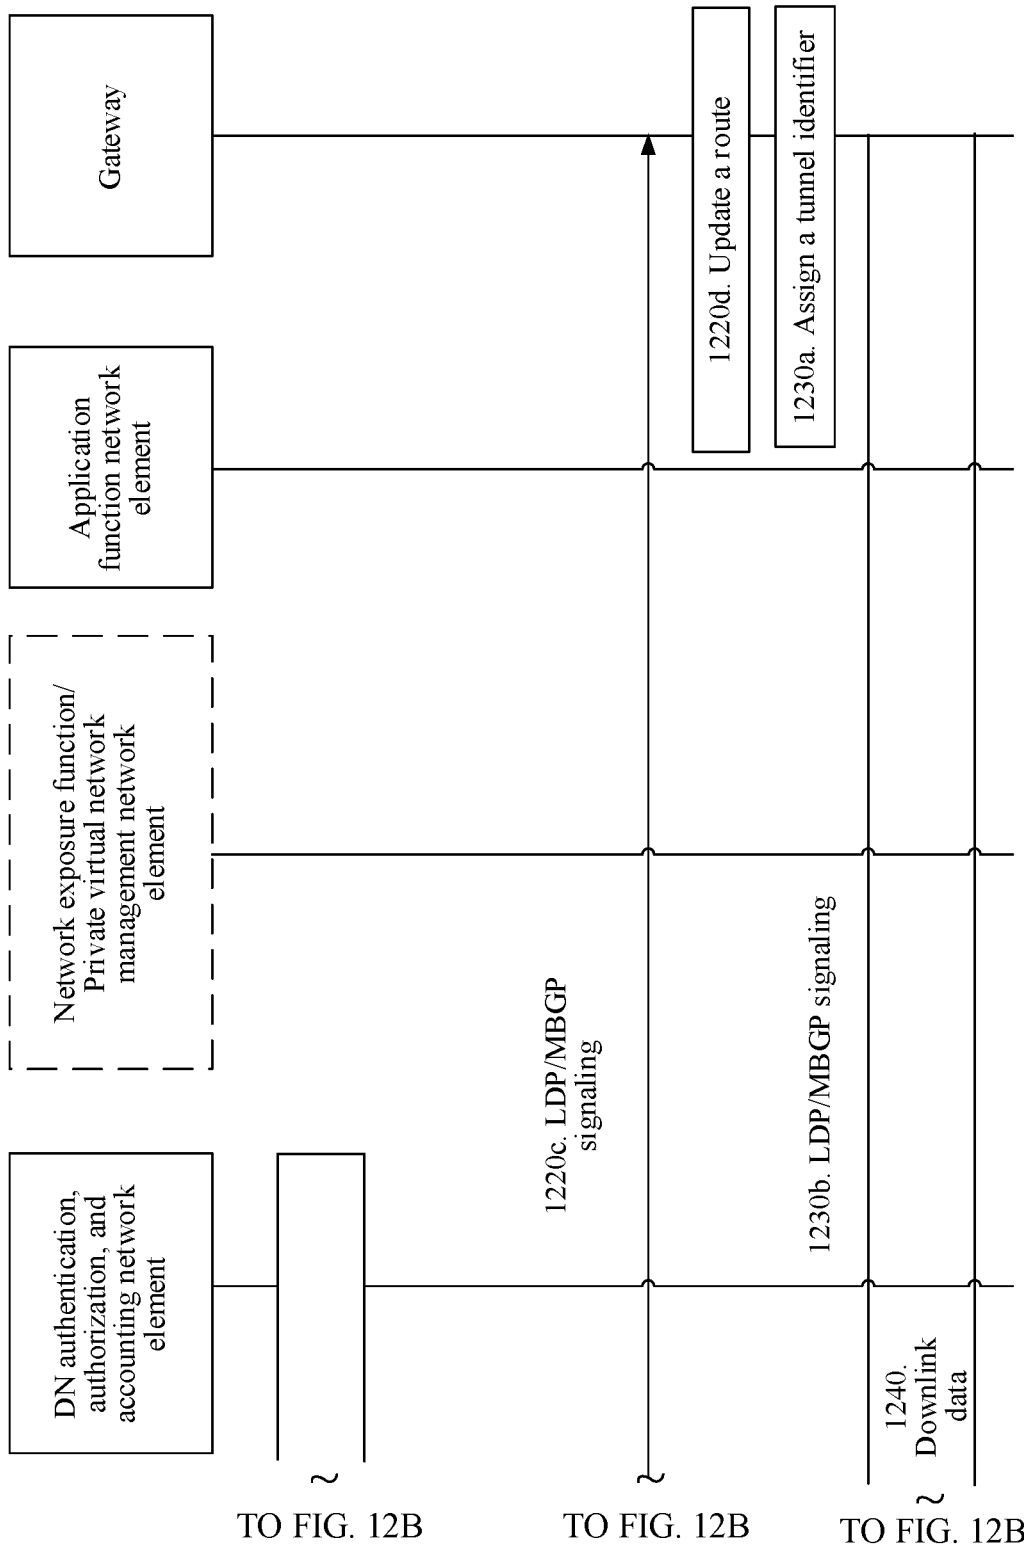 DN authentication,
authorization, and
accounting network
element
Network exposure function/
Private virtual network
management network
element
Application
function network
element
Gateway
1220c. LDP/MBGP
signaling
1220d. Update a route
1230a. Assign a tunnel identifier
1230b. LDP/MBGP signaling
1240.
Downlink
data
TO FIG. 12B
TO FIG. 12B
TO FIG. 12B